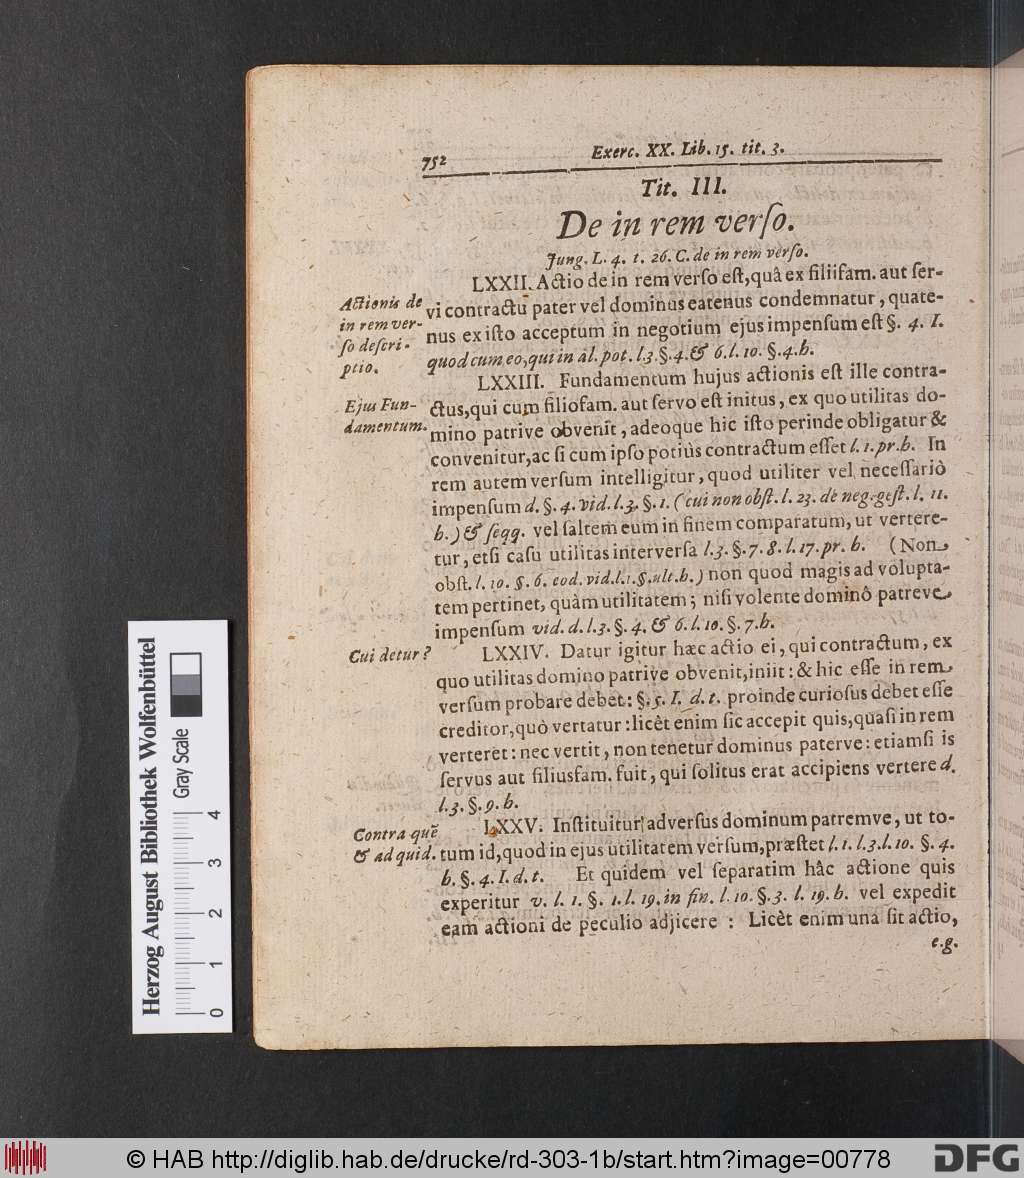 752
Exerc. XX. Lib. 15. tit. 3.
Tit. III.
De in rem verſo.
Jung. L. 4. t. 26. C. de in rem verſo.
Actionis de
in rem ver-
ſo deſcri-
ptio.
LXXII. Actio de in rem verſo eſt, quâ ex filiifam. aut ſer-
vi contractu pater vel dominus eatenus condemnatur, quate-
nus ex iſto acceptum in negotium ejus impenſum eſt §. 4. I.
quod cum eo, qui in al. pot. l.3.§.4.& 6.l.10.§.4.h.
Ejus Fun-
damentum.
LXXIII. Fundamentum hujus actionis eſt ille contra-
ctus, qui cum filiofam. aut ſervo eſt initus, ex quo utilitas do-
mino patrive obvenit, adeoque hic iſto perinde obligatur &
convenitur, ac ſi cum ipſo potiùs contractum eſſet l. 1. pr. h. In
rem autem verſum intelligitur, quod utiliter vel neceſſariò
impenſum d. §. 4. vid. l.3. §. 1. (cui non obſt. l. 23. de neg. geſt. l. 11.
h.) & ſeqq. vel ſaltem eum in finem comparatum, ut vertere-
tur, etſi caſu utilitas interverſa l.3. §. 7. 8. l. 17. pr. h. (Non
obſt. l. 10. §. 6. eod. vid. l.1.§.ult. h.) non quod magis ad volupta-
tem pertinet, quàm utilitatem; niſi volente dominô patreve
impenſum vid. d. l.3. §. 4. & 6. l. 10. §. 7. h.
Cui detur?
LXXIV. Datur igitur hæc actio ei, qui contractum, ex
quo utilitas domino patrive obvenit, iniit: & hic eſſe in rem
verſum probare debet: §. 5. I. d. t. proinde curioſus debet eſſe
creditor, quò vertatur: licèt enim ſic accepit quis, quaſi in rem
verteret: nec vertit, non tenetur dominus paterve: etiamſi is
ſervus aut filiusfam. fuit, qui ſolitus erat accipiens vertere d.
l.3. §. 9. h.
Contra quẽ
& ad quid.
LXXV. Inſtituitur adverſus dominum patremve, ut to-
tum id, quod in ejus utilitatem verſum, præſtet l. 1. l.3. l. 10. §. 4.
h. §. 4. I. d. t. Et quidem vel ſeparatim hâc actione quis
experitur v. l. 1. §. 1. l. 19. in fin. l. 10. §. 3. l. 19. h. vel expedit
eam actioni de peculio adjicere: Licèt enim una ſit actio,
e.g.
Herzog August Bibliothek Wolfenbüttel
Gray Scale
0 1 2 3 4
© HAB http://diglib.hab.de/drucke/rd-303-1b/start.htm?image=00778
DFG